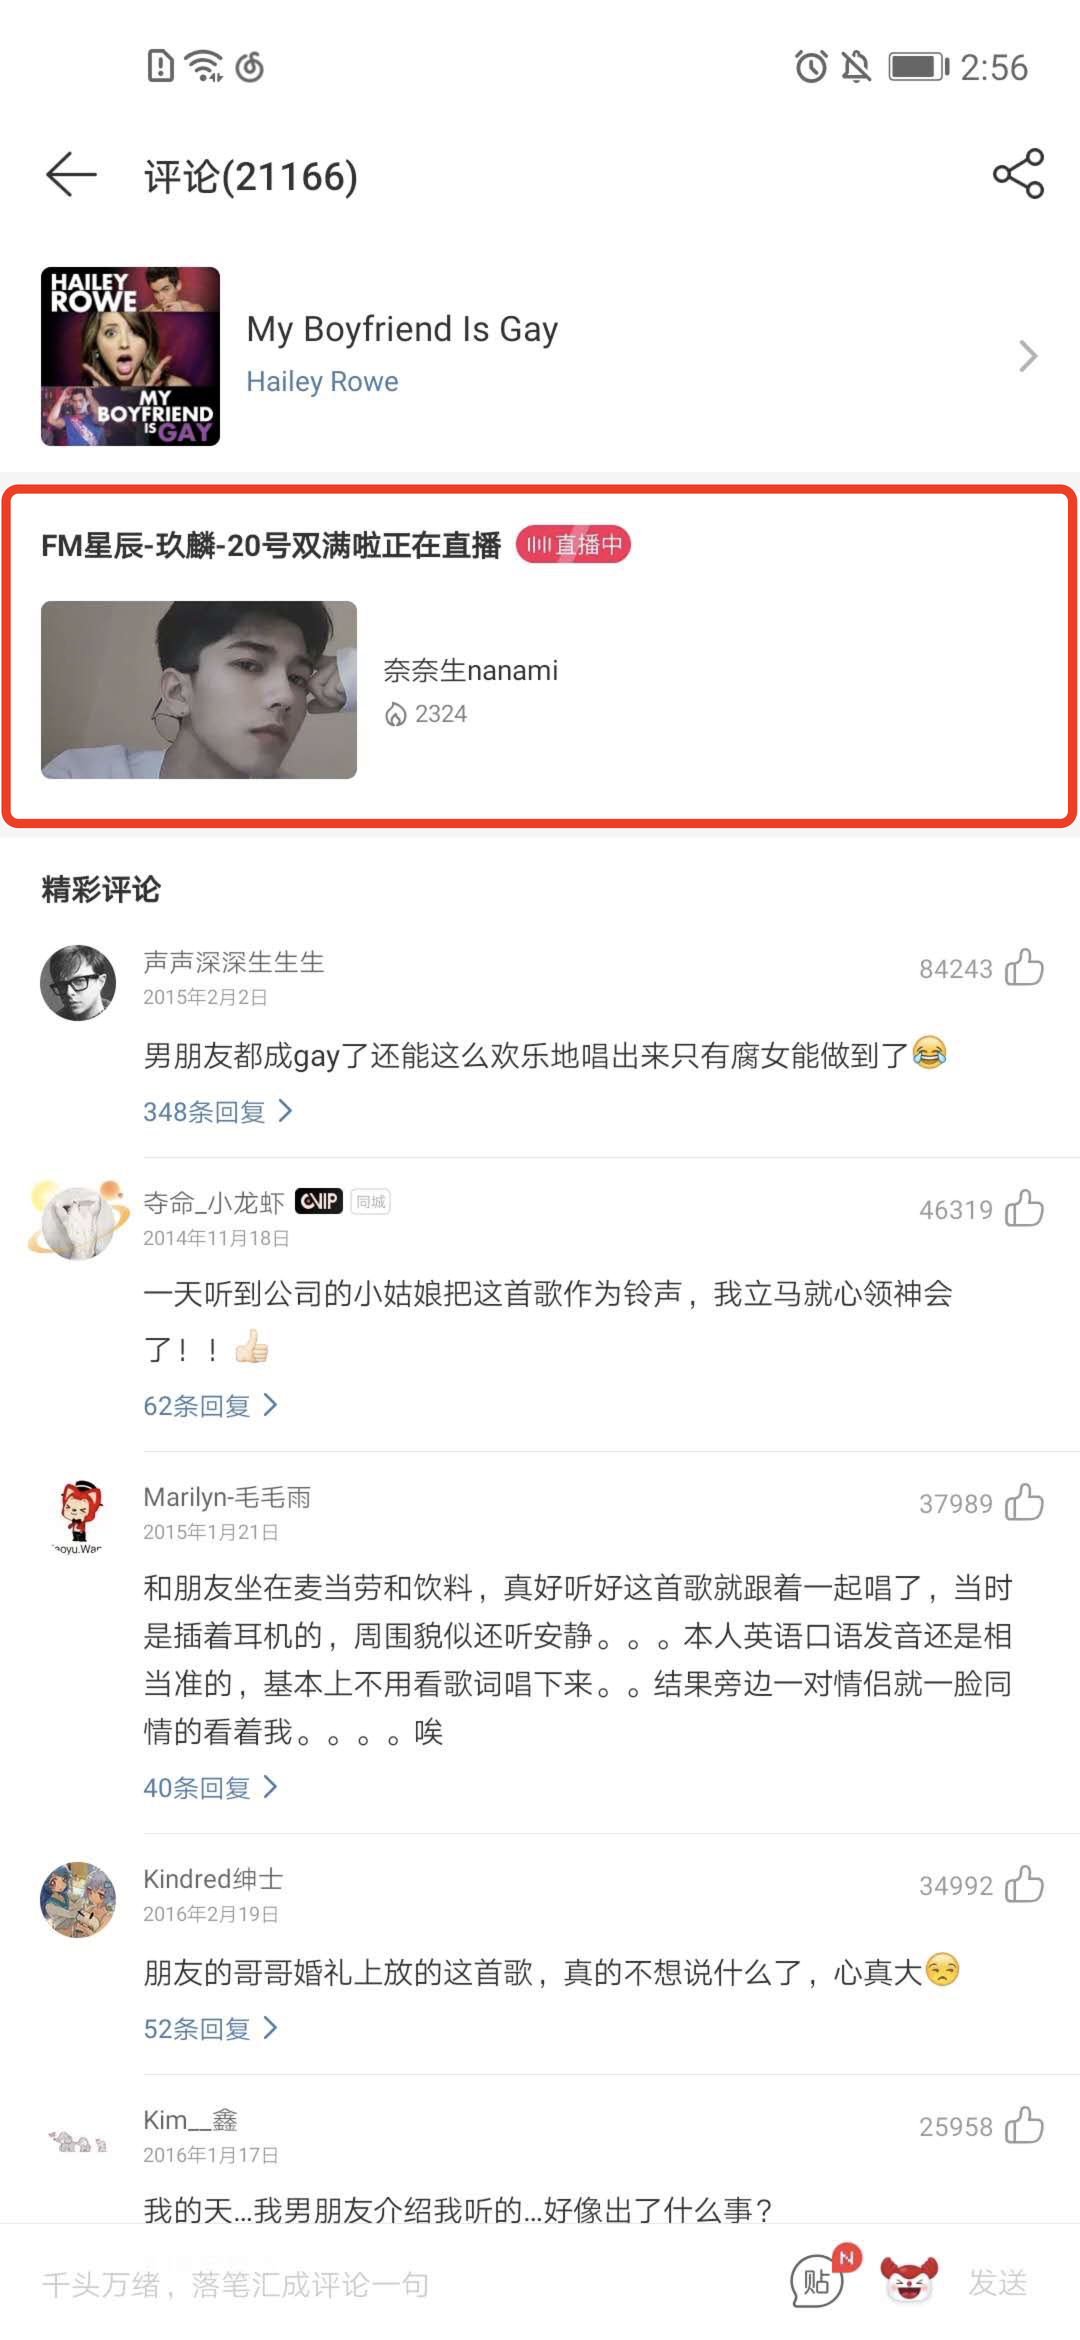 2:56
评论(21166)
HAILEY
ROWE
MY
BOYFRIEND
IS GAY
My Boyfriend Is Gay
Hailey Rowe
FM星辰-玖麟-20号双满啦正在直播 直播中
奈奈生nanami
2324
精彩评论
声声深深生生生
84243
2015年2月2日
男朋友都成gay了还能这么欢乐地唱出来只有腐女能做到了😂
348条回复 >
夺命_小龙虾 CVIP 同城
46319
2014年11月18日
一天听到公司的小姑娘把这首歌作为铃声，我立马就心领神会
了！！👍🏻
62条回复 >
Marilyn-毛毛雨
37989
2015年1月21日
和朋友坐在麦当劳和饮料，真好听好这首歌就跟着一起唱了，当时
是插着耳机的，周围貌似还听安静。。。本人英语口语发音还是相
当准的，基本上不用看歌词唱下来。。结果旁边一对情侣就一脸同
情的看着我。。。。唉
40条回复 >
Kindred绅士
34992
2016年2月19日
朋友的哥哥婚礼上放的这首歌，真的不想说什么了，心真大😒
52条回复 >
Kim__鑫
25958
2016年1月17日
我的天...我男朋友介绍我听的...好像出了什么事？
千头万绪，落笔汇成评论一句
贴 N 发送